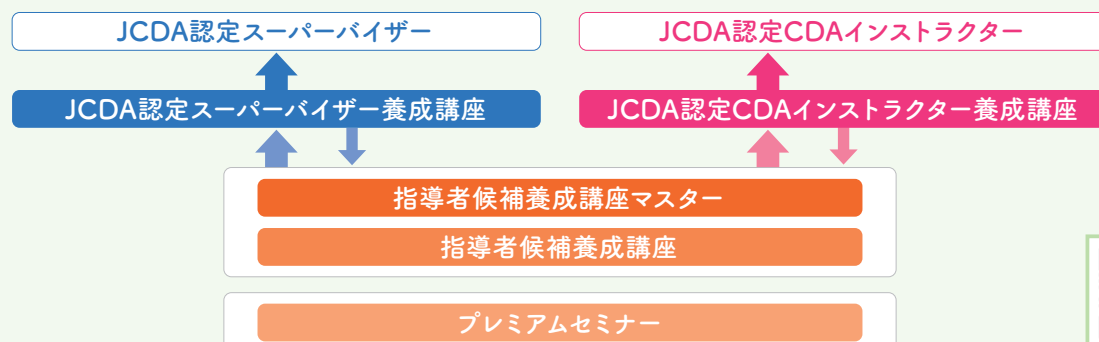 JCDA認定スーパーバイザー
JCDA認定CDAインストラクター
JCDA認定スーパーバイザー養成講座
JCDA認定CDAインストラクター養成講座
指導者候補養成講座マスター
指導者候補養成講座
プレミアムセミナー